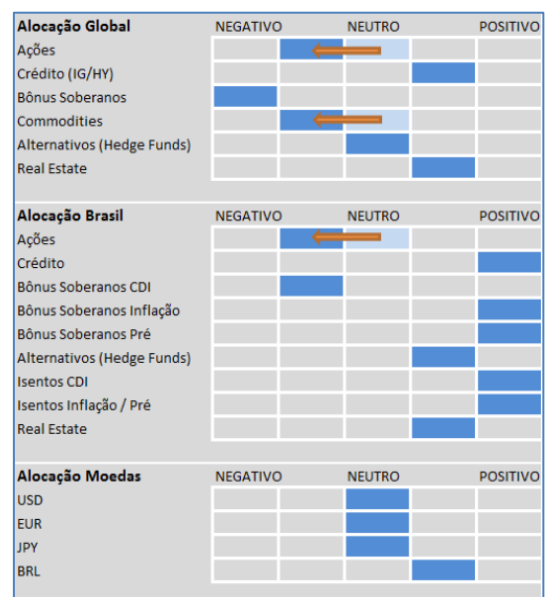 Alocação Global NEGATIVO NEUTRO POSITIVO
Ações
Crédito (IG/HY)
Bônus Soberanos
Commodities
Alternativos (Hedge Funds)
Real Estate
Alocação Brasil NEGATIVO NEUTRO POSITIVO
Ações
Crédito
Bônus Soberanos CDI
Bônus Soberanos Inflação
Bônus Soberanos Pré
Alternativos (Hedge Funds)
Isentos CDI
Isentos Inflação / Pré
Real Estate
Alocação Moedas NEGATIVO NEUTRO POSITIVO
USD
EUR
JPY
BRL